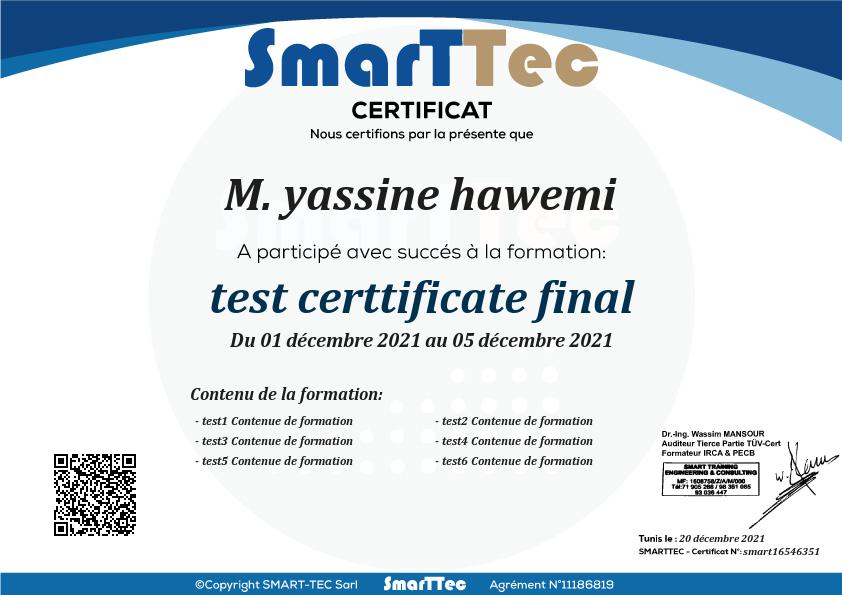 SmarTTec
CERTIFICAT
Nous certifions par la présente que
M. yassine hawemi
A participé avec succés à la formation:
test certtificate final
Du 01 décembre 2021 au 05 décembre 2021
Contenu de la formation:
- test1 Contenue de formation
- test2 Contenue de formation
- test3 Contenue de formation
- test4 Contenue de formation
- test5 Contenue de formation
- test6 Contenue de formation
Dr.-Ing. Wassim MANSOUR
Auditeur Tierce Partie TÜV-Cert
Formateur IRCA & PECB
SMART TRAINING
ENGINEERING & CONSULTING
MF: 1608758/Z/A/M/000
Tél:71 905 266 / 98 351 065
93 036 447
Tunis le : 20 décembre 2021
SMARTTEC - Certificat N°: smart16546351
©Copyright SMART-TEC Sarl SmarTTec Agrément N°11186819